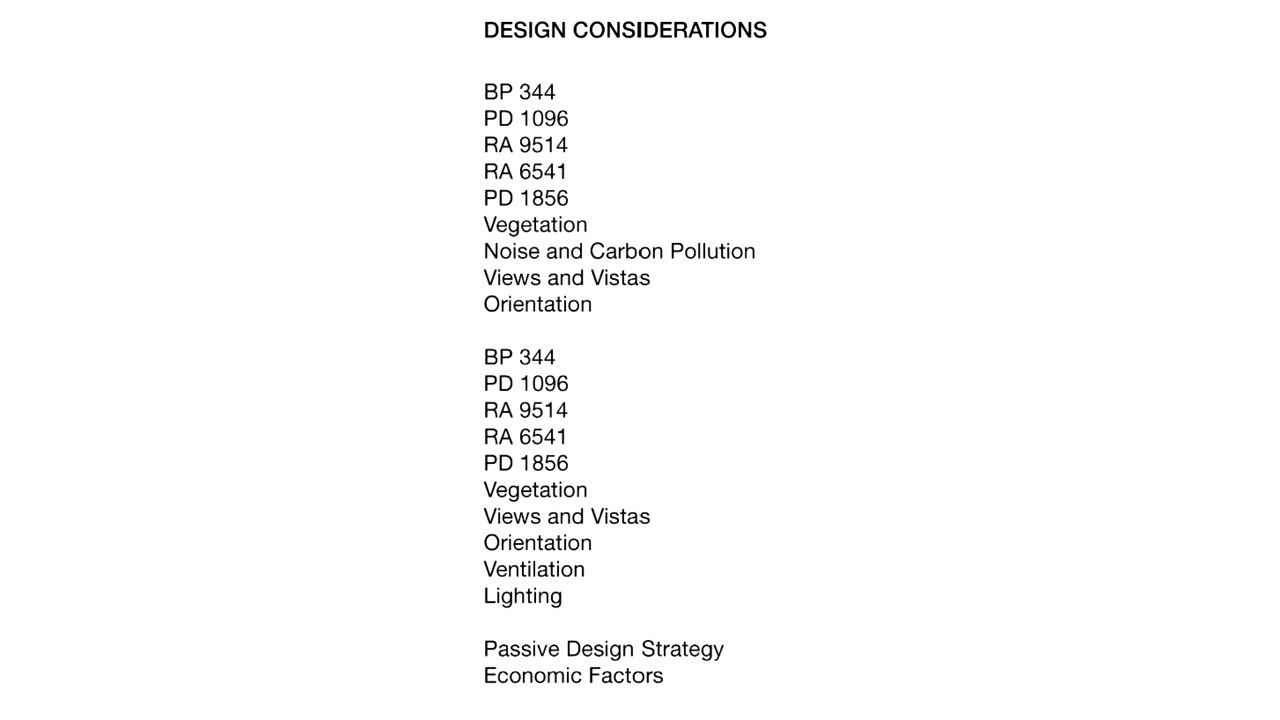 DESIGN CONSIDERATIONS
BP 344
PD 1096
RA 9514
RA 6541
PD 1856
Vegetation
Noise and Carbon Pollution
Views and Vistas
Orientation
BP 344
PD 1096
RA 9514
RA 6541
PD 1856
Vegetation
Views and Vistas
Orientation
Ventilation
Lighting
Passive Design Strategy
Economic Factors